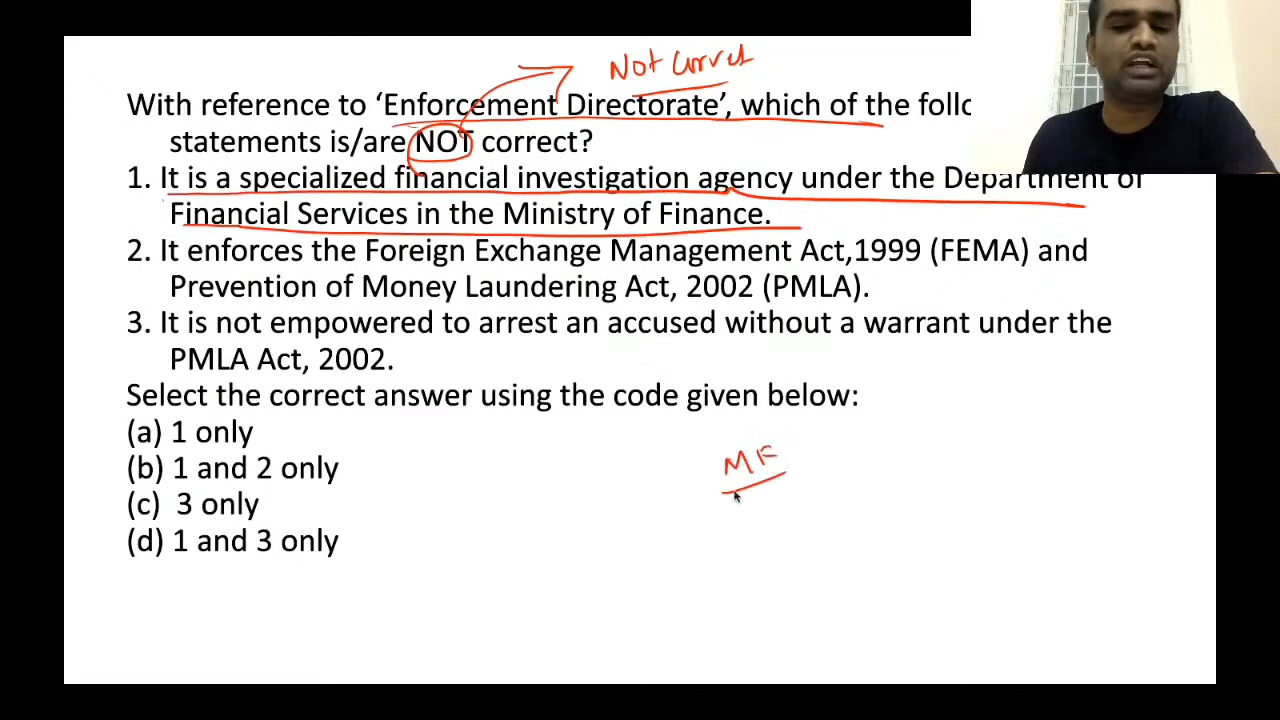 Not Correct
With reference to ‘Enforcement Directorate’, which of the follo
statements is/are NOT correct?
1. It is a specialized financial investigation agency under the Department of
Financial Services in the Ministry of Finance.
2. It enforces the Foreign Exchange Management Act,1999 (FEMA) and
Prevention of Money Laundering Act, 2002 (PMLA).
3. It is not empowered to arrest an accused without a warrant under the
PMLA Act, 2002.
Select the correct answer using the code given below:
(a) 1 only
MF
(b) 1 and 2 only
(c) 3 only
(d) 1 and 3 only